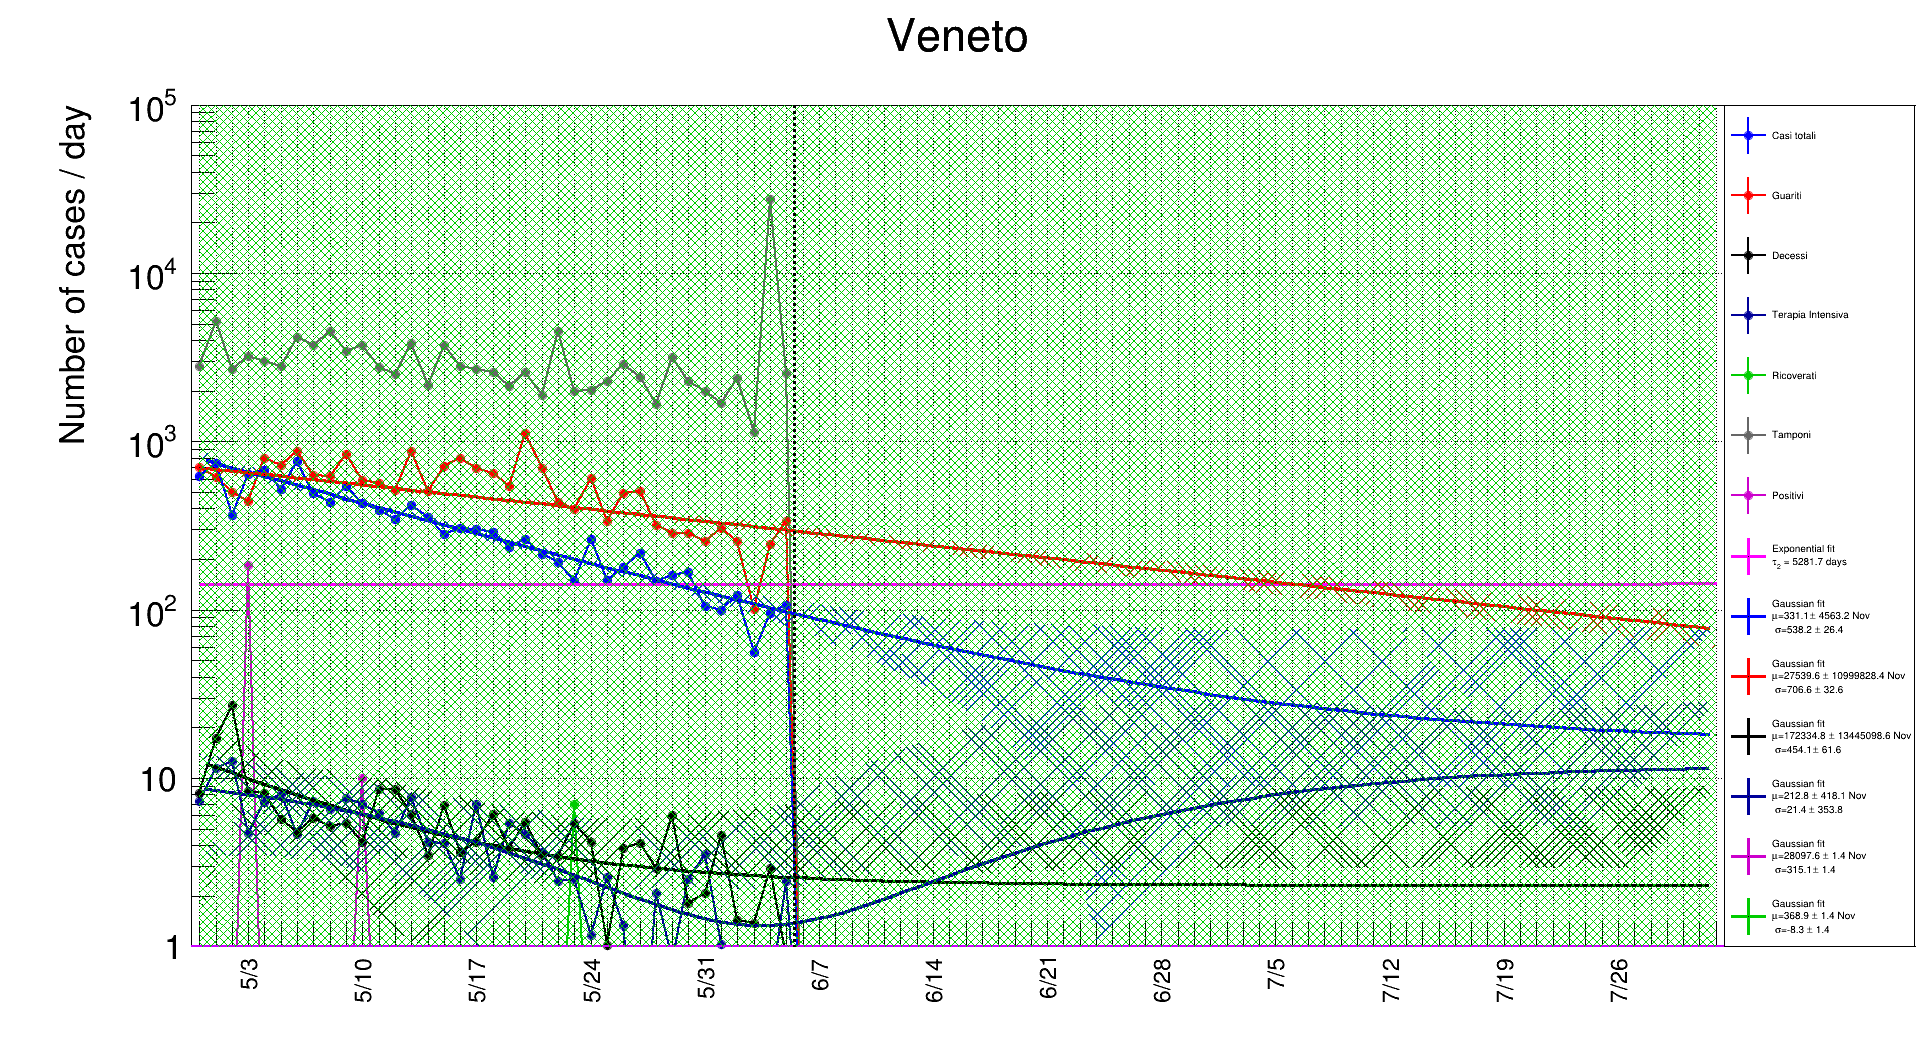 Veneto
Number of cases / day
10^5
10^4
10^3
10^2
10
1
5/3
5/10
5/17
5/24
5/31
6/7
6/14
6/21
6/28
7/5
7/12
7/19
7/26
Casi totali
Guariti
Decessi
Terapia Intensiva
Ricoverati
Tamponi
Positivi
Exponential fit
τ₂ = 5281.7 days
Gaussian fit
μ=331.1± 4563.2 Nov
σ=538.2 ± 26.4
Gaussian fit
μ=27539.6 ± 10999828.4 Nov
σ=706.6 ± 32.6
Gaussian fit
μ=172334.8 ± 13445098.6 Nov
σ=454.1± 61.6
Gaussian fit
μ=212.8 ± 418.1 Nov
σ=21.4 ± 353.8
Gaussian fit
μ=28097.6 ± 1.4 Nov
σ=315.1± 1.4
Gaussian fit
μ=368.9 ± 1.4 Nov
σ=-8.3 ± 1.4